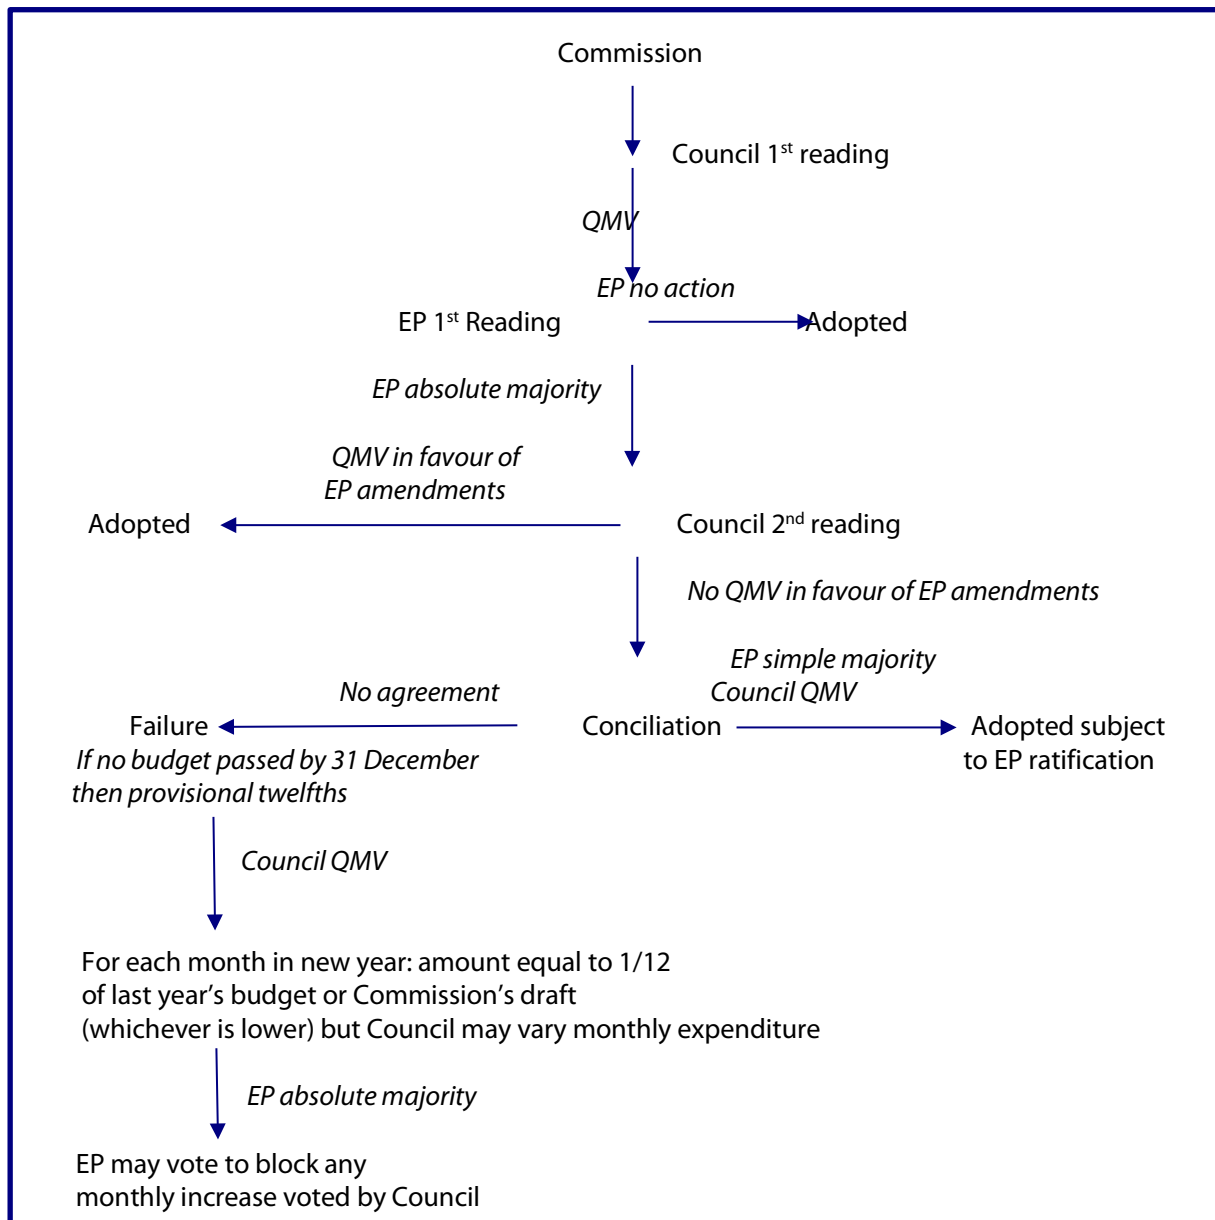 Commission
Council 1st reading
QMV
EP no action
EP 1st Reading
Adopted
EP absolute majority
QMV in favour of
EP amendments
Adopted
Council 2nd reading
No QMV in favour of EP amendments
EP simple majority
Council QMV
No agreement
Failure
Conciliation
Adopted subject
to EP ratification
If no budget passed by 31 December
then provisional twelfths
Council QMV
For each month in new year: amount equal to 1/12
of last year’s budget or Commission’s draft
(whichever is lower) but Council may vary monthly expenditure
EP absolute majority
EP may vote to block any
monthly increase voted by Council